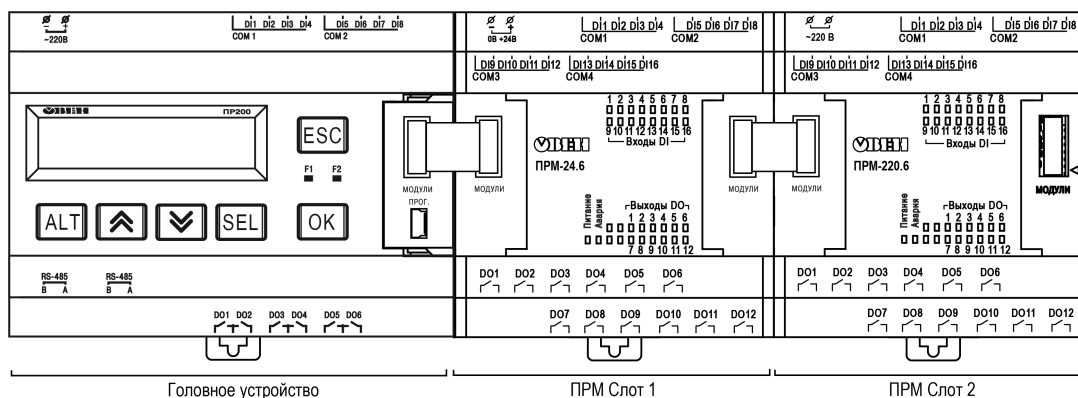 ~220В
DI1 DI2 DI3 DI4
COM 1
DI5 DI6 DI7 DI8
COM 2
ОВЕН
ПР200
ESC
F1 F2
ALT
SEL
OK
МОДУЛИ
ПРОГ.
RS-485
B A
RS-485
B A
DO1 DO2 DO3 DO4 DO5 DO6
Головное устройство
- +
0В +24В
DI1 DI2 DI3 DI4
COM1
DI5 DI6 DI7 DI8
COM2
DI9 DI10 DI11 DI12
COM3
DI13 DI14 DI15 DI16
COM4
1 2 3 4 5 6 7 8
9 10 11 12 13 14 15 16
Входы DI
ОВЕН
ПРМ-24.6
МОДУЛИ
МОДУЛИ
Питание
Авария
Выходы DO
1 2 3 4 5 6
7 8 9 10 11 12
DO1 DO2 DO3 DO4 DO5 DO6
DO7 DO8 DO9 DO10 DO11 DO12
ПРМ Слот 1
~220 В
DI1 DI2 DI3 DI4
COM1
DI5 DI6 DI7 DI8
COM2
DI9 DI10 DI11 DI12
COM3
DI13 DI14 DI15 DI16
COM4
1 2 3 4 5 6 7 8
9 10 11 12 13 14 15 16
Входы DI
ОВЕН
ПРМ-220.6
МОДУЛИ
МОДУЛИ
Питание
Авария
Выходы DO
1 2 3 4 5 6
7 8 9 10 11 12
DO1 DO2 DO3 DO4 DO5 DO6
DO7 DO8 DO9 DO10 DO11 DO12
ПРМ Слот 2